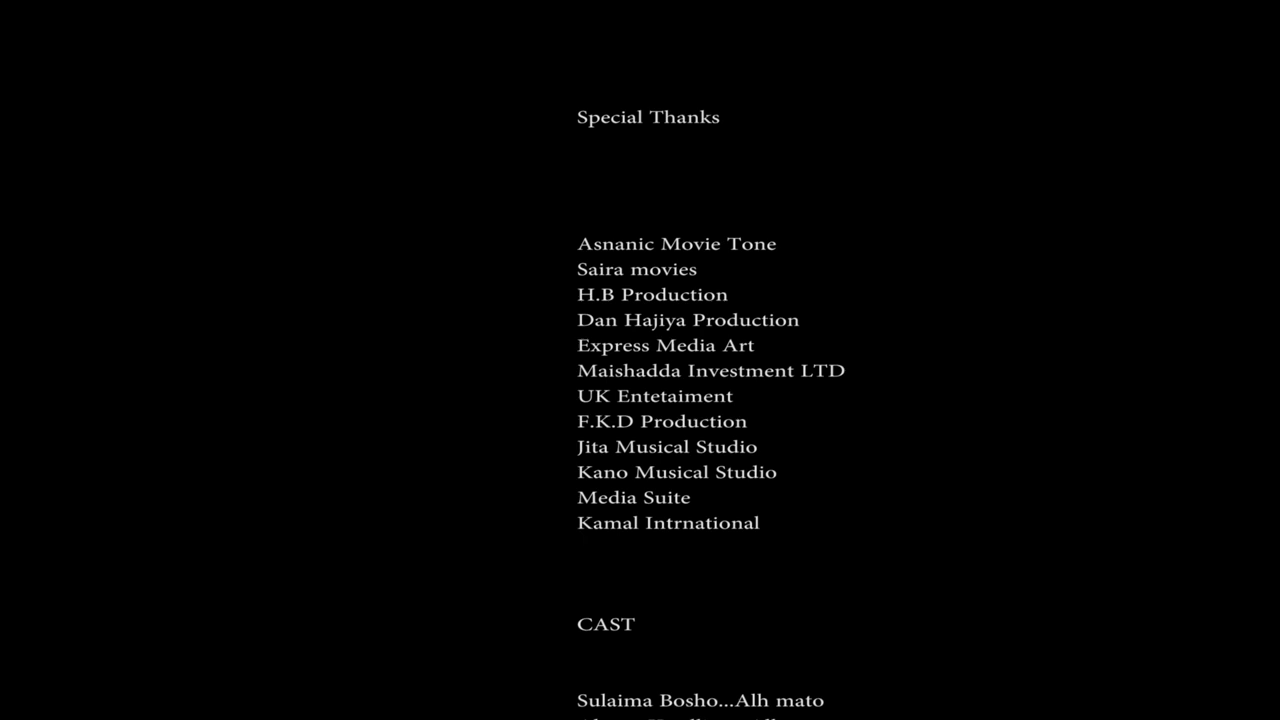 Special Thanks
Asnanic Movie Tone
Saira movies
H.B Production
Dan Hajiya Production
Express Media Art
Maishadda Investment LTD
UK Entetaiment
F.K.D Production
Jita Musical Studio
Kano Musical Studio
Media Suite
Kamal Intrnational
CAST
Sulaima Bosho...Alh mato